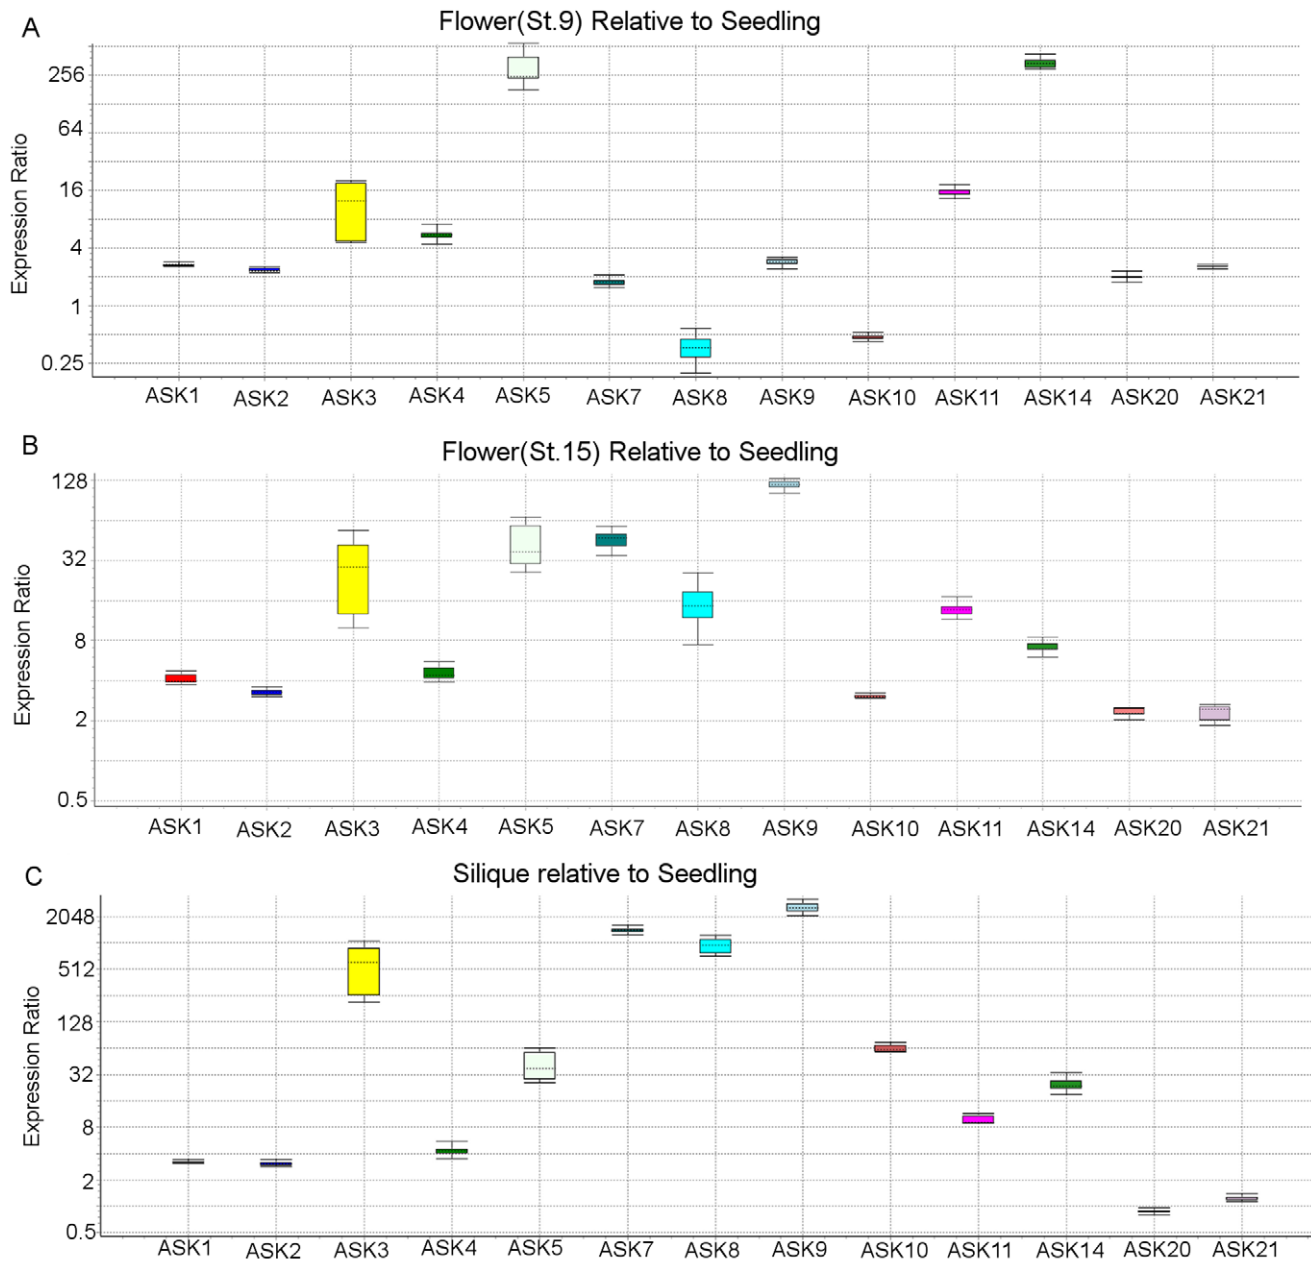 A
Flower(St.9) Relative to Seedling
Expression Ratio
256
64
16
4
1
0.25
ASK1 ASK2 ASK3 ASK4 ASK5 ASK7 ASK8 ASK9 ASK10 ASK11 ASK14 ASK20 ASK21
B
Flower(St.15) Relative to Seedling
Expression Ratio
128
32
8
2
0.5
ASK1 ASK2 ASK3 ASK4 ASK5 ASK7 ASK8 ASK9 ASK10 ASK11 ASK14 ASK20 ASK21
C
Silique relative to Seedling
Expression Ratio
2048
512
128
32
8
2
0.5
ASK1 ASK2 ASK3 ASK4 ASK5 ASK7 ASK8 ASK9 ASK10 ASK11 ASK14 ASK20 ASK21